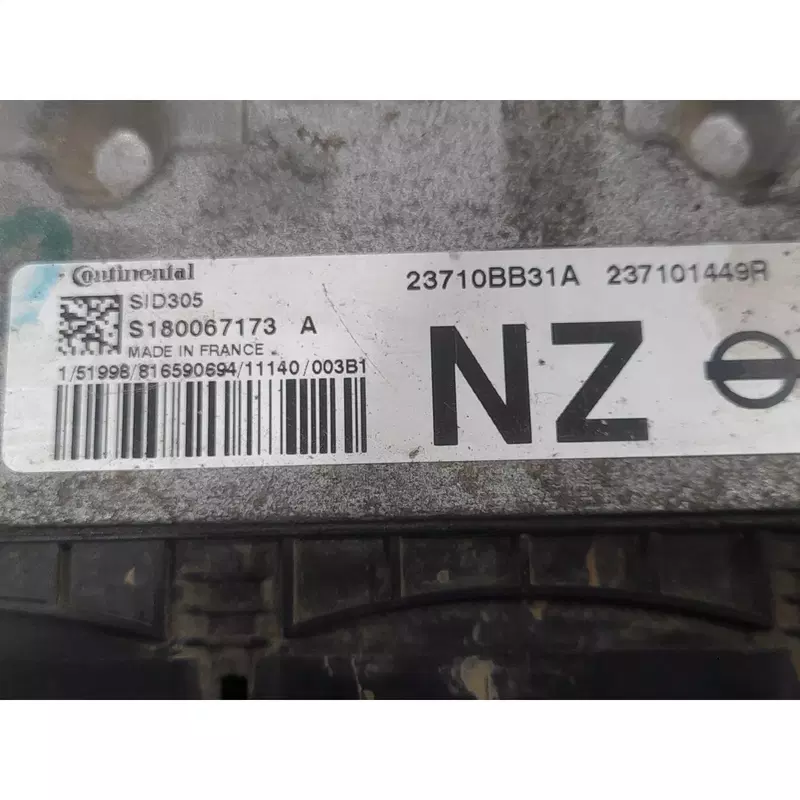 Continental
SID305
S180067173 A
MADE IN FRANCE
1/51998/816590694/11140/003B1
23710BB31A 237101449R
NZ